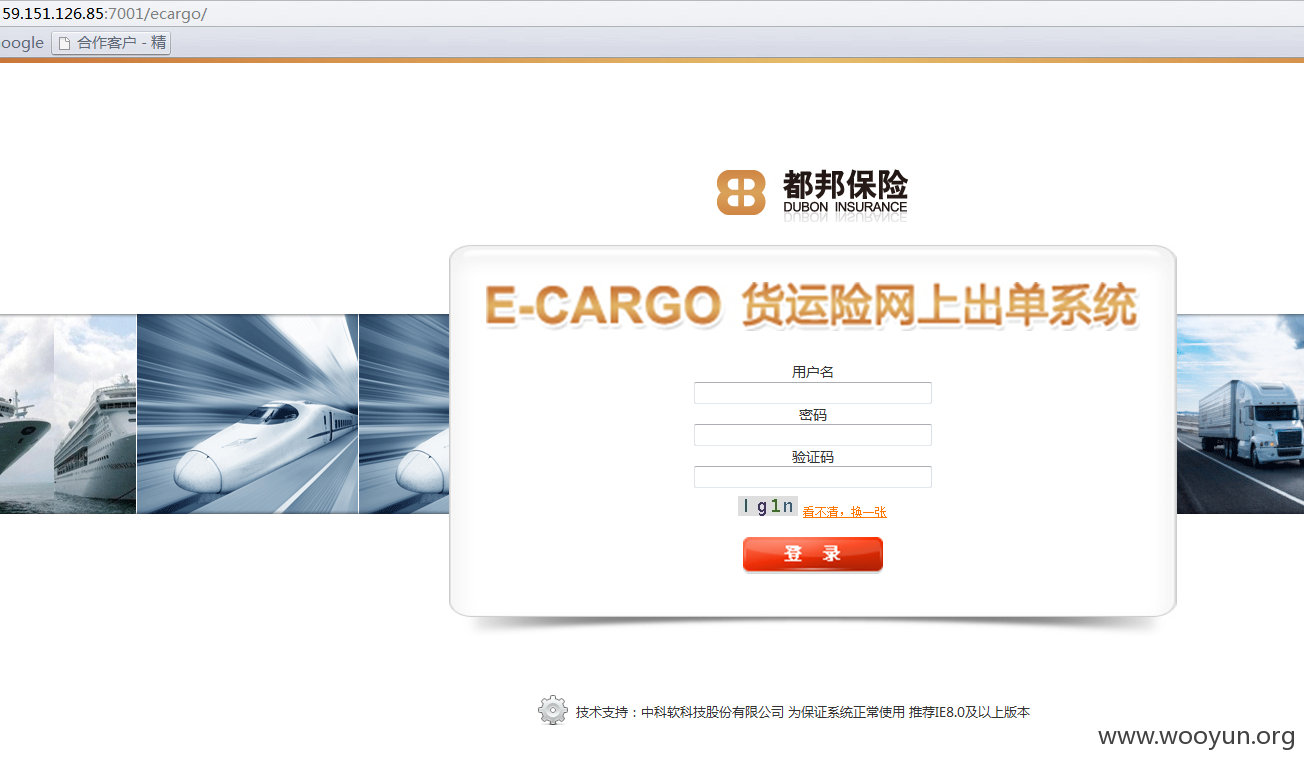 59.151.126.85:7001/ecargo/
oogle 合作客户 - 精
都邦保险
DUBON INSURANCE
E-CARGO 货运险网上出单系统
用户名
密码
验证码
lg1n 看不清，换一张
登 录
技术支持：中科软科技股份有限公司 为保证系统正常使用 推荐IE8.0及以上版本
www.wooyun.org